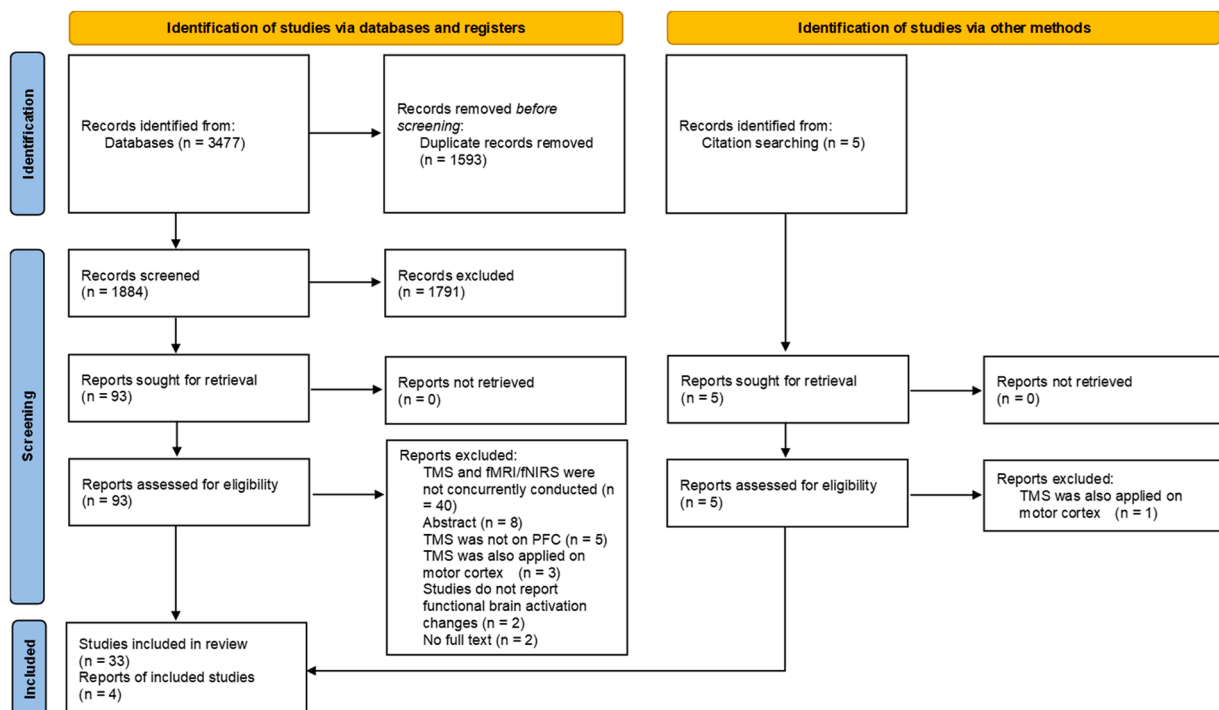 Identification of studies via databases and registers
Identification of studies via other methods
Identification
Records identified from:
Databases (n = 3477)
Records removed before
screening:
Duplicate records removed
(n = 1593)
Records identified from:
Citation searching (n = 5)
Screening
Records screened
(n = 1884)
Records excluded
(n = 1791)
Reports sought for retrieval
(n = 93)
Reports not retrieved
(n = 0)
Reports sought for retrieval
(n = 5)
Reports not retrieved
(n = 0)
Reports assessed for eligibility
(n = 93)
Reports excluded:
TMS and fMRI/fNIRS were
not concurrently conducted (n
= 40)
Abstract (n = 8)
TMS was not on PFC (n = 5)
TMS was also applied on
motor cortex (n = 3)
Studies do not report
functional brain activation
changes (n = 2)
No full text (n = 2)
Reports assessed for eligibility
(n = 5)
Reports excluded:
TMS was also applied on
motor cortex (n = 1)
Included
Studies included in review
(n = 33)
Reports of included studies
(n = 4)